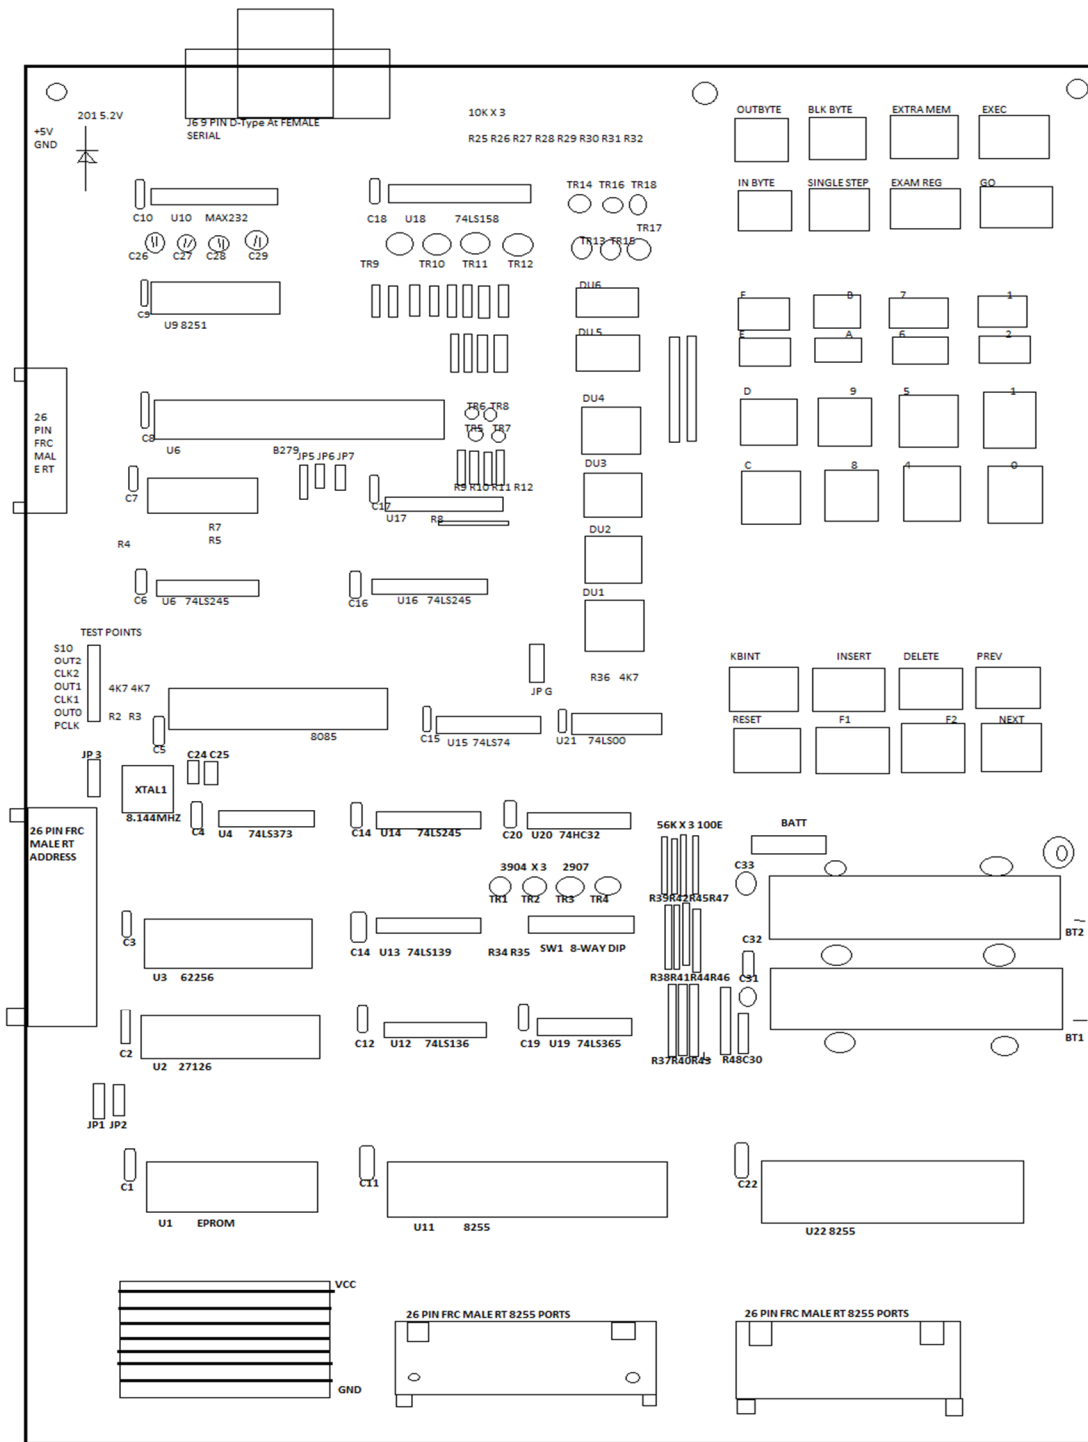 201 5.2V
+5V
GND
J6 9 PIN D-Type At FEMALE
SERIAL
10K X 3
R25 R26 R27 R28 R29 R30 R31 R32
OUTBYTE BLK BYTE EXTRA MEM EXEC
IN BYTE SINGLE STEP EXAM REG GO
C10 U10 MAX232
C18 U18 74LS158
TR14 TR16 TR18
TR13 TR15 TR17
C26 C27 C28 C29
TR9 TR10 TR11 TR12
C9
U9 8251
DU6
DU5
F B 7 1
E A 6 2
D 9 5 1
C 8 4 0
26
PIN
FRC
MAL
E RT
C8
U6 B279
TR6 TR8
TR5 TR7
DU4
JP5 JP6 JP7
DU3
C7
R9 R10 R11 R12
C17
U17 R8
R7
R5
R4
DU2
C6 U6 74LS245
C16 U16 74LS245
DU1
TEST POINTS
S10
OUT2
CLK2
OUT1
CLK1
OUT0
PCLK
4K7 4K7
R2 R3
C5
8085
JP G
R36 4K7
KBINT INSERT DELETE PREV
RESET F1 F2 NEXT
C15 U15 74LS74
U21 74LS00
JP 3
C24 C25
XTAL1
8.144MHZ
C4 U4 74LS373
C14 U14 74LS245
C20 U20 74HC32
56K X 3 100E
BATT
26 PIN FRC
MALE RT
ADDRESS
3904 X 3 2907
TR1 TR2 TR3 TR4
C33
R39R42R45R47
C3
U3 62256
C14 U13 74LS139
R34 R35
SW1 8-WAY DIP
C32
BT2
R38R41R44R46
C31
C2
U2 27126
C12 U12 74LS136
C19 U19 74LS365
R37R40R43
R48C30
BT1
JP1 JP2
C1
U1 EPROM
C11
U11 8255
C22
U22 8255
VCC
GND
26 PIN FRC MALE RT 8255 PORTS
26 PIN FRC MALE RT 8255 PORTS